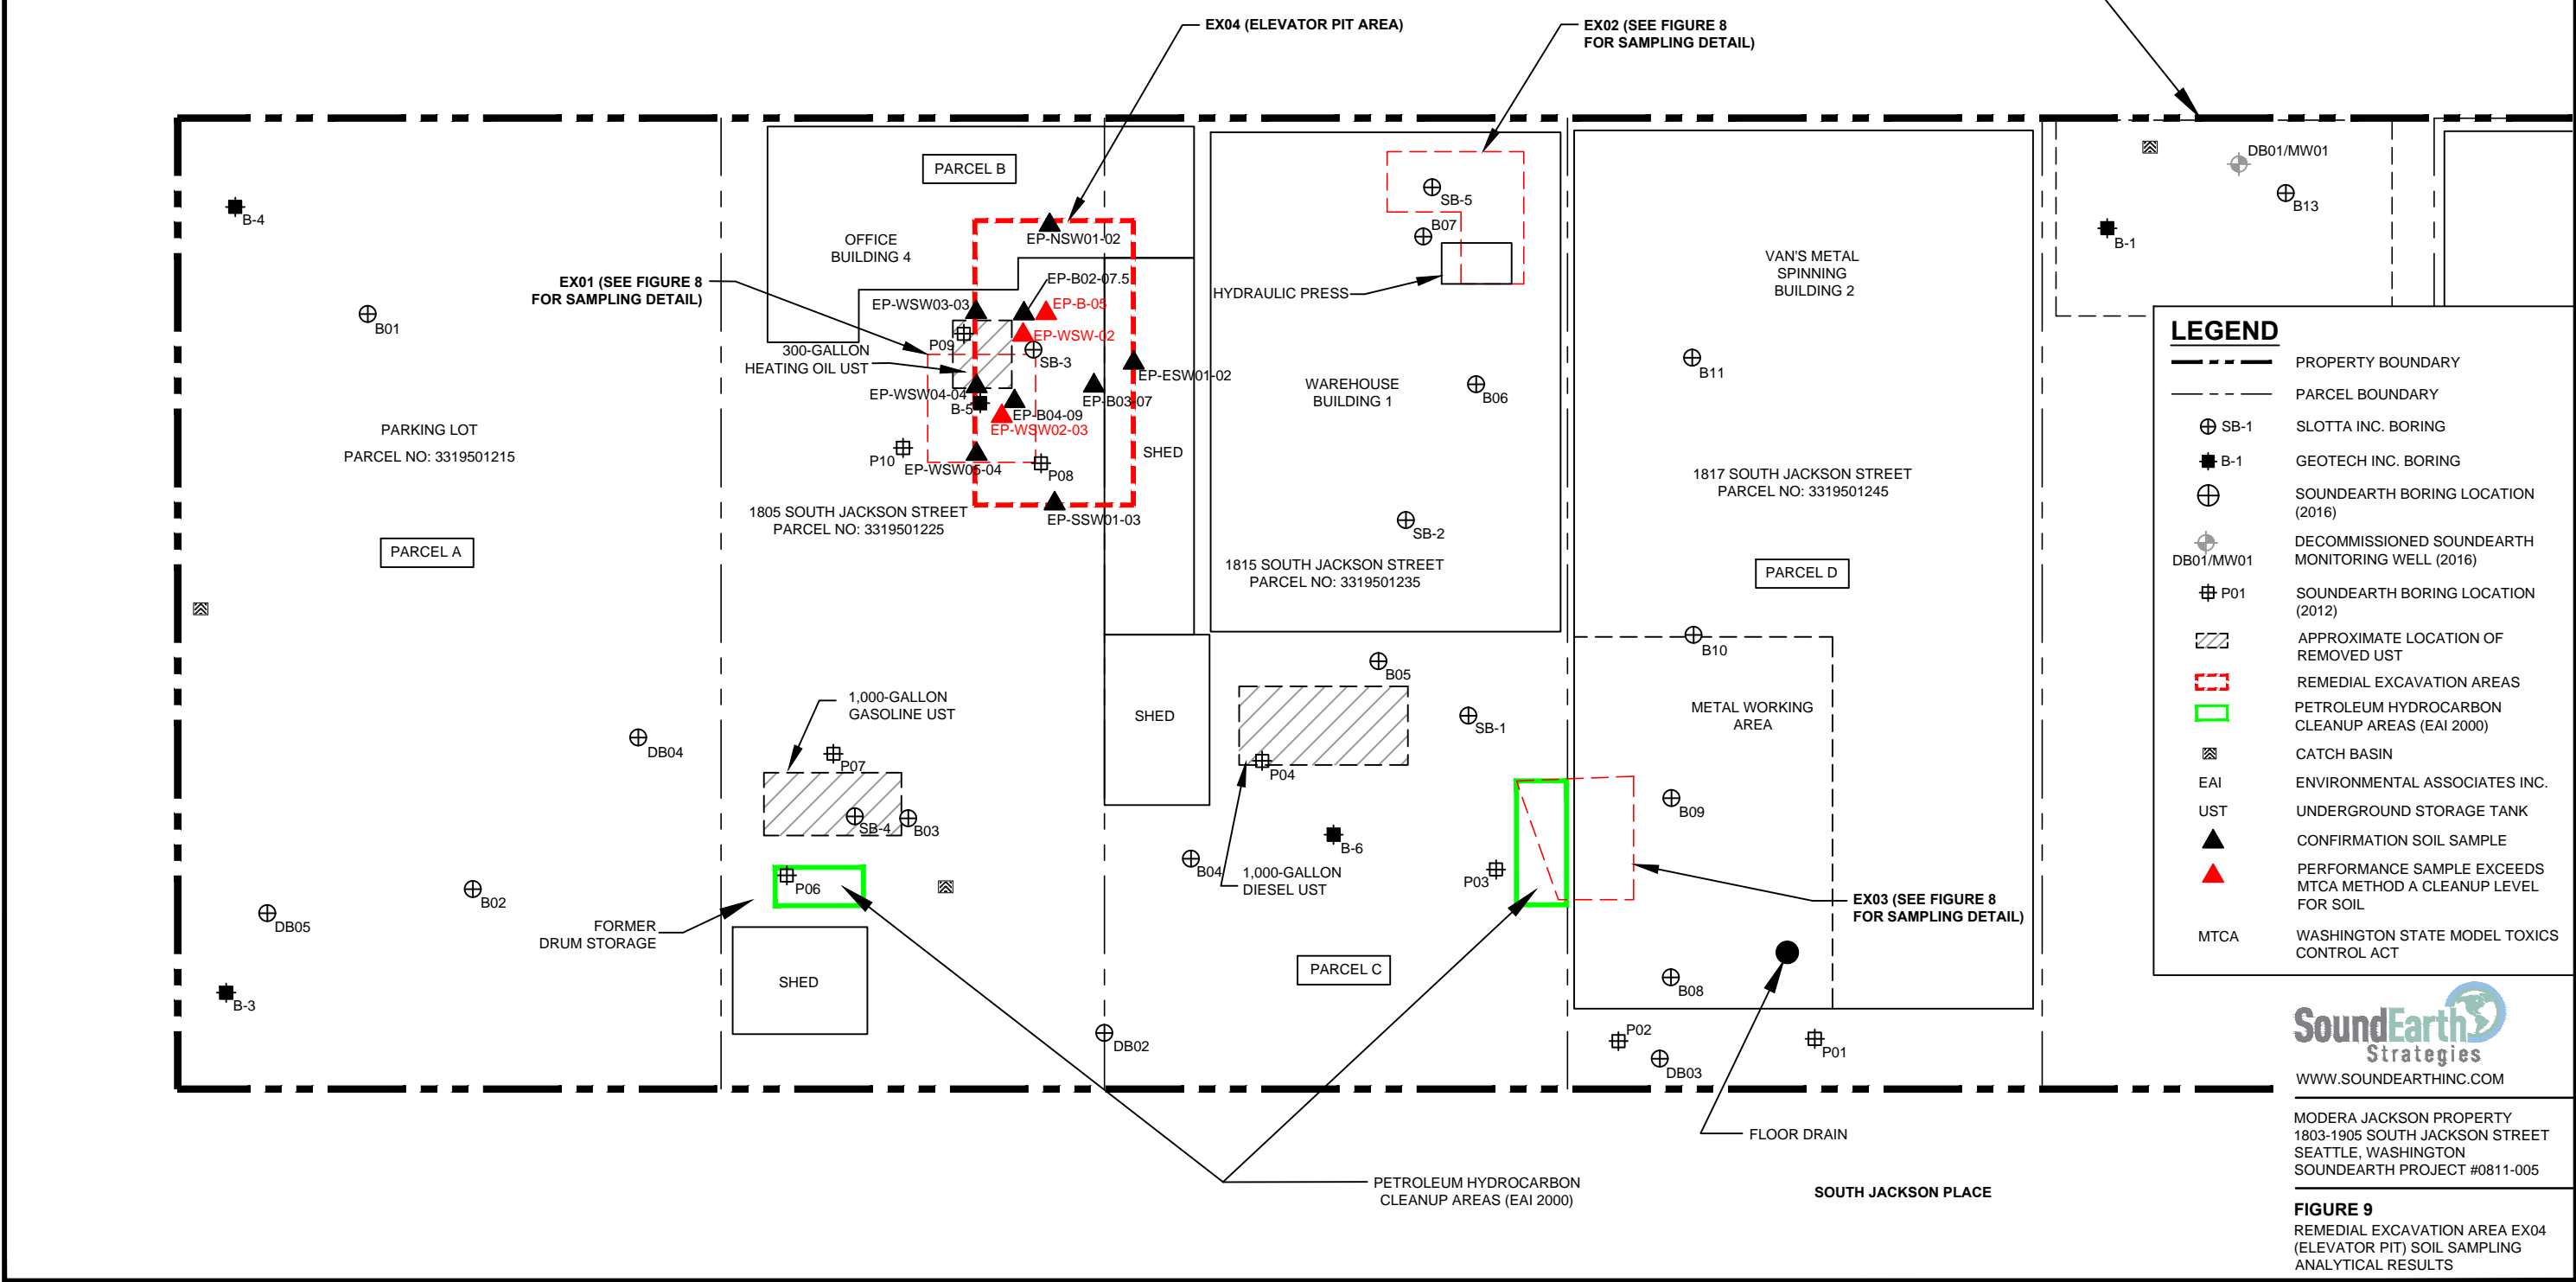 EX04 (ELEVATOR PIT AREA)
EX02 (SEE FIGURE 8
FOR SAMPLING DETAIL)
PARCEL B
DB01/MW01
B13
B-4
SB-5
B07
B-1
EP-NSW01-02
OFFICE
BUILDING 4
VAN'S METAL
SPINNING
BUILDING 2
EX01 (SEE FIGURE 8
FOR SAMPLING DETAIL)
EP-B02-07.5
EP-WSW03-03
EP-B-05
HYDRAULIC PRESS
B01
P09
EP-WSW-02
300-GALLON
HEATING OIL UST
SB-3
EP-ESW01-02
B11
EP-WSW04-04
B-5
EP-B03-07
EP-B04-09
EP-WSW02-03
WAREHOUSE
BUILDING 1
B06
PARKING LOT
PARCEL NO: 3319501215
P10
EP-WSW05-04
P08
SHED
1817 SOUTH JACKSON STREET
PARCEL NO: 3319501245
1805 SOUTH JACKSON STREET
PARCEL NO: 3319501225
EP-SSW01-03
SB-2
PARCEL A
1815 SOUTH JACKSON STREET
PARCEL NO: 3319501235
PARCEL D
B10
B05
1,000-GALLON
GASOLINE UST
SHED
SB-1
METAL WORKING
AREA
DB04
P07
P04
SB-4
B03
B09
B-6
B04
1,000-GALLON
DIESEL UST
P03
P06
B02
DB05
FORMER
DRUM STORAGE
EX03 (SEE FIGURE 8
FOR SAMPLING DETAIL)
PARCEL C
SHED
B08
B-3
DB02
P02
DB03
P01
FLOOR DRAIN
PETROLEUM HYDROCARBON
CLEANUP AREAS (EAI 2000)
SOUTH JACKSON PLACE
LEGEND
PROPERTY BOUNDARY
PARCEL BOUNDARY
SB-1 SLOTTA INC. BORING
B-1 GEOTECH INC. BORING
SOUNDEARTH BORING LOCATION
(2016)
DECOMMISSIONED SOUNDEARTH
DB01/MW01 MONITORING WELL (2016)
P01 SOUNDEARTH BORING LOCATION
(2012)
APPROXIMATE LOCATION OF
REMOVED UST
REMEDIAL EXCAVATION AREAS
PETROLEUM HYDROCARBON
CLEANUP AREAS (EAI 2000)
CATCH BASIN
EAI ENVIRONMENTAL ASSOCIATES INC.
UST UNDERGROUND STORAGE TANK
CONFIRMATION SOIL SAMPLE
PERFORMANCE SAMPLE EXCEEDS
MTCA METHOD A CLEANUP LEVEL
FOR SOIL
MTCA WASHINGTON STATE MODEL TOXICS
CONTROL ACT
SoundEarth
Strategies
WWW.SOUNDEARTHINC.COM
MODERA JACKSON PROPERTY
1803-1905 SOUTH JACKSON STREET
SEATTLE, WASHINGTON
SOUNDEARTH PROJECT #0811-005
FIGURE 9
REMEDIAL EXCAVATION AREA EX04
(ELEVATOR PIT) SOIL SAMPLING
ANALYTICAL RESULTS